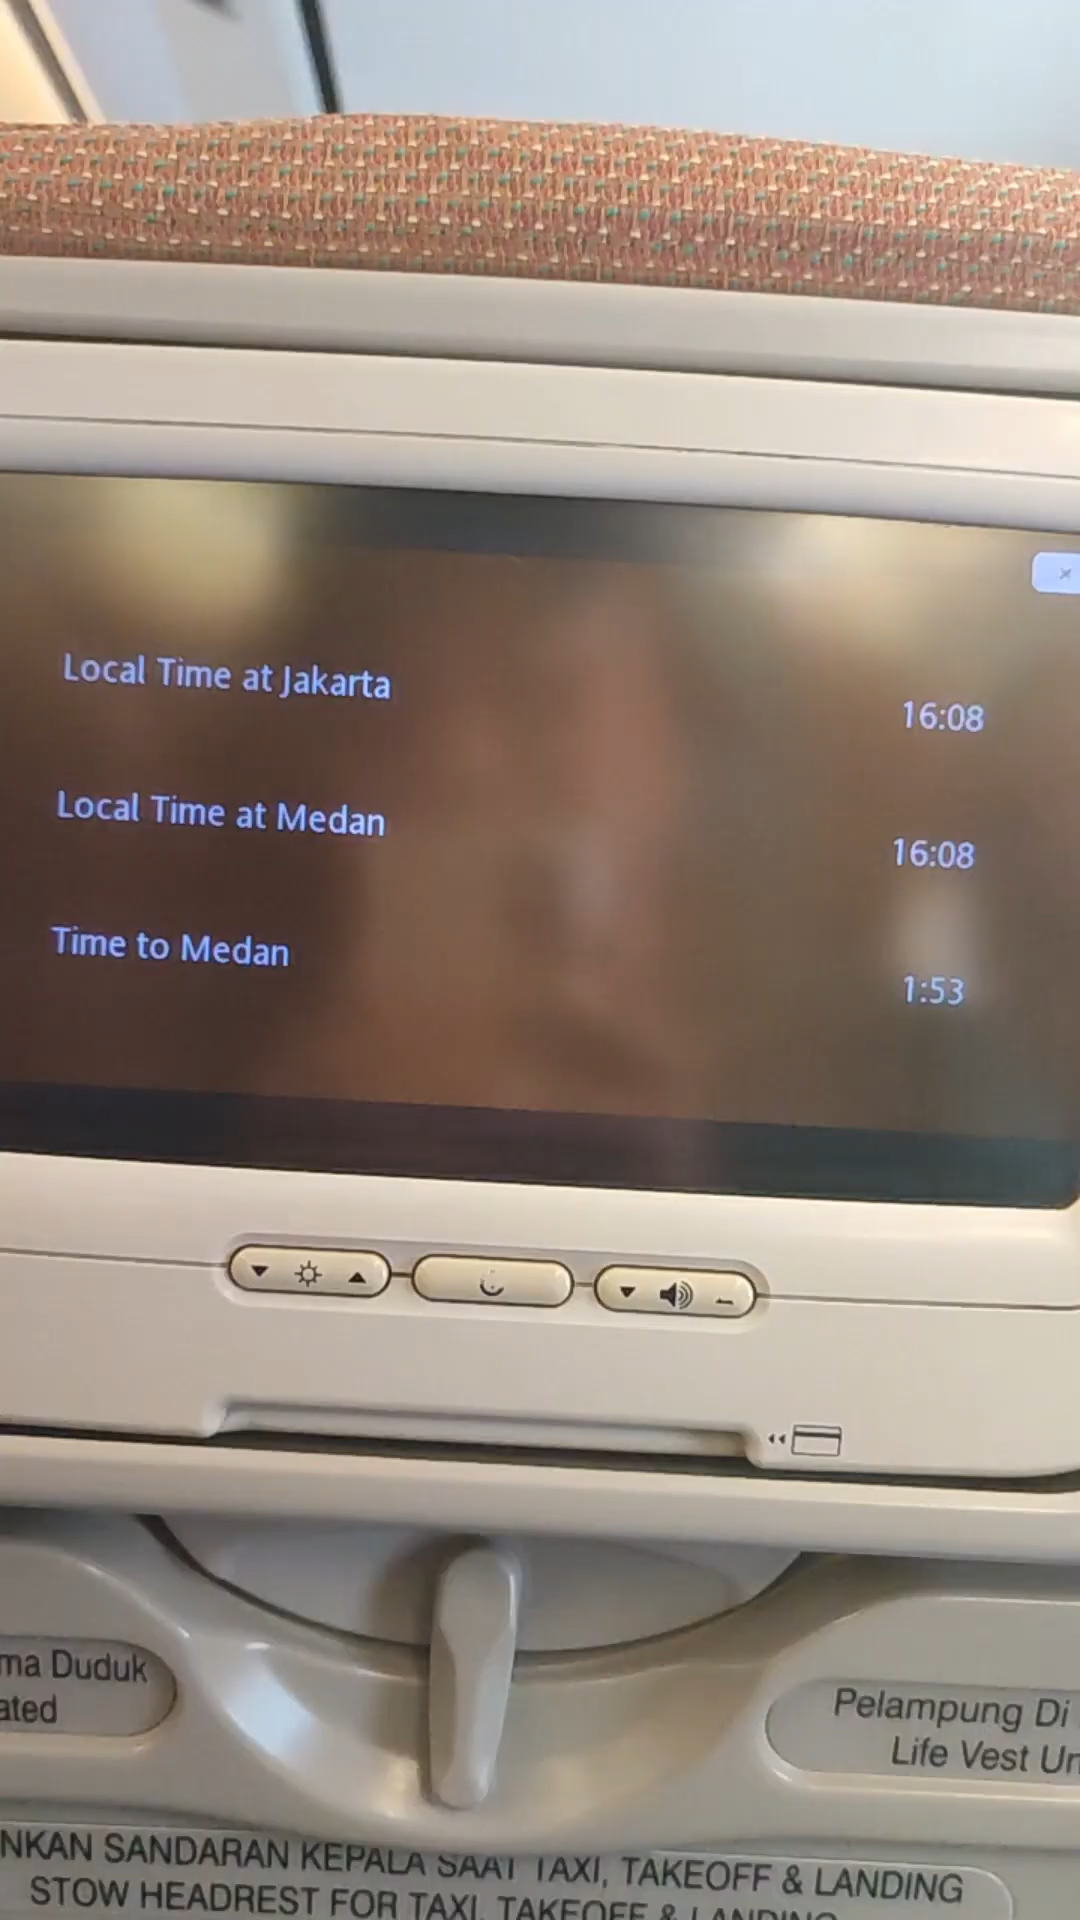 Local Time at Jakarta
16:08
Local Time at Medan
16:08
Time to Medan
1:53
ma Duduk
ated
Pelampung Di
Life Vest Un
NKAN SANDARAN KEPALA SAAT TAXI, TAKEOFF & LANDING
STOW HEADREST FOR TAXI, TAKEOFF & LANDING